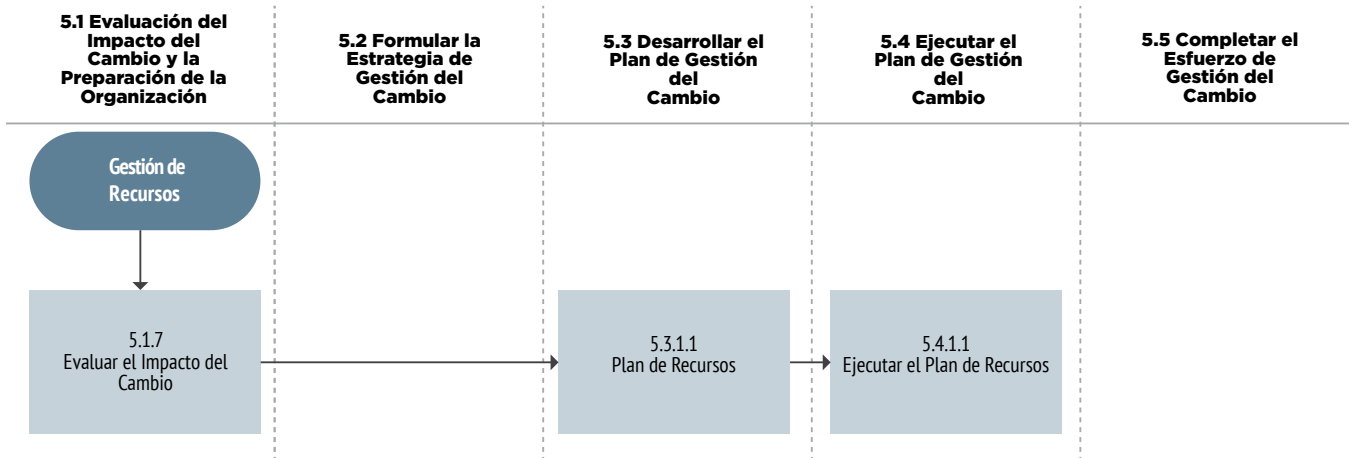 5.1 Evaluación del
Impacto del
Cambio y la
Preparación de la
Organización
5.2 Formular la
Estrategia de
Gestión del
Cambio
5.3 Desarrollar el
Plan de Gestión
del
Cambio
5.4 Ejecutar el
Plan de Gestión
del
Cambio
5.5 Completar el
Esfuerzo de
Gestión del
Cambio
Gestión de
Recursos
5.1.7
Evaluar el Impacto del
Cambio
5.3.1.1
Plan de Recursos
5.4.1.1
Ejecutar el Plan de Recursos